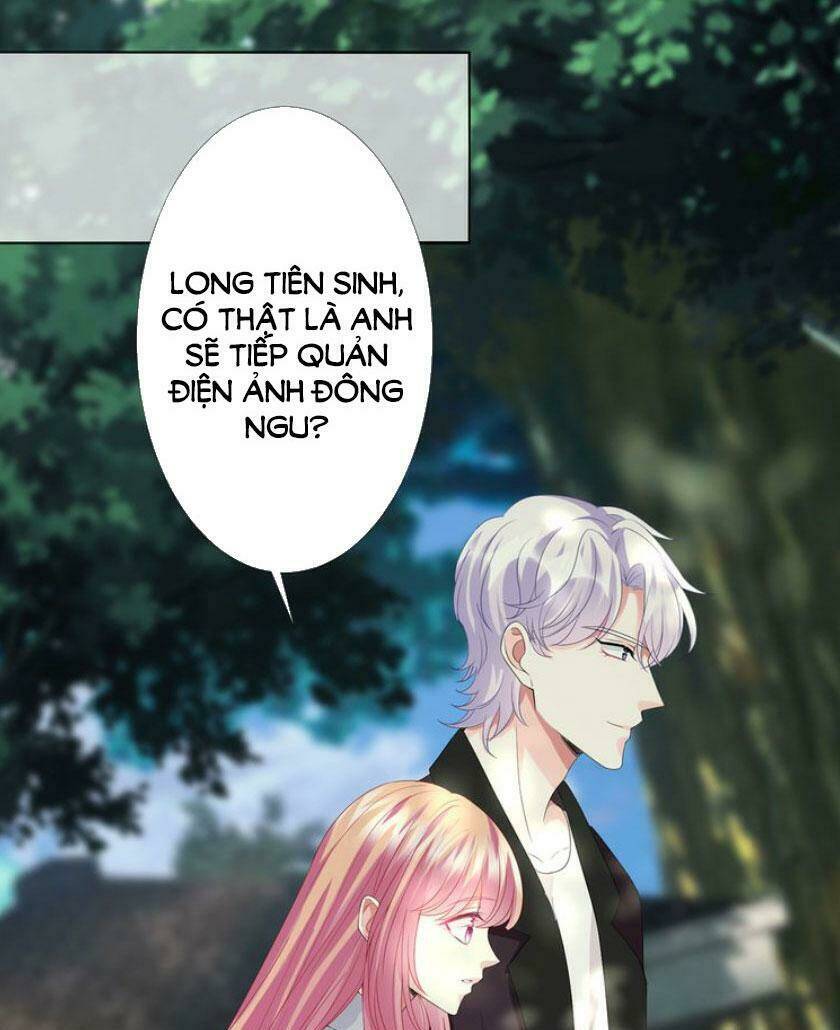 LONG TIÊN SINH,
CÓ THẬT LÀ ANH
SẼ TIẾP QUẢN
ĐIỆN ẢNH ĐÔNG
NGU?